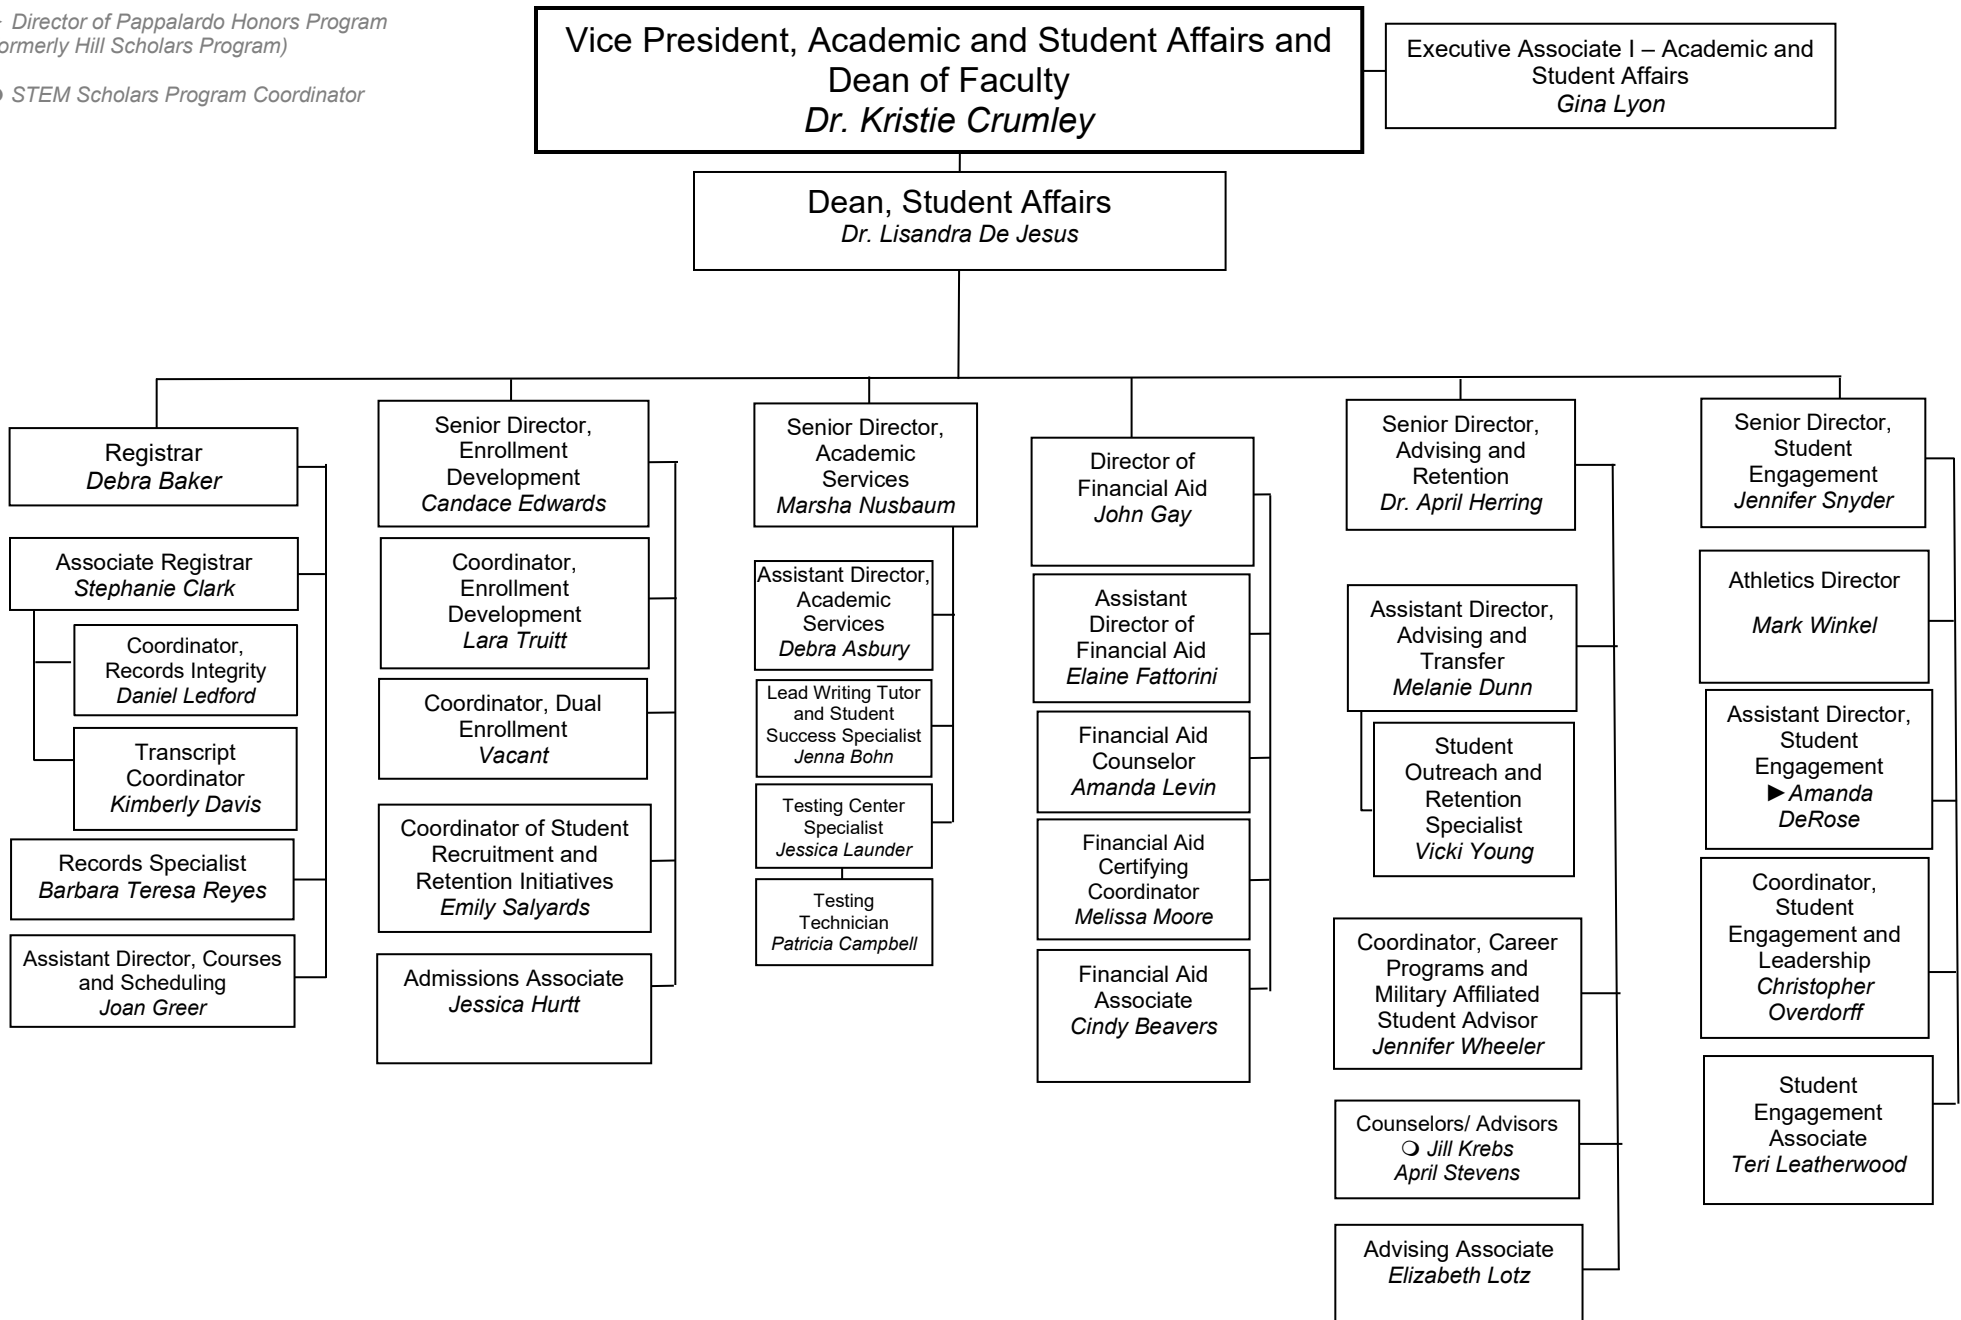 Director of Pappalardo Honors Program
ormerly Hill Scholars Program)
STEM Scholars Program Coordinator
Vice President, Academic and Student Affairs and
Dean of Faculty
Dr. Kristie Crumley
Executive Associate I – Academic and
Student Affairs
Gina Lyon
Dean, Student Affairs
Dr. Lisandra De Jesus
Registrar
Debra Baker
Associate Registrar
Stephanie Clark
Coordinator,
Records Integrity
Daniel Ledford
Transcript
Coordinator
Kimberly Davis
Records Specialist
Barbara Teresa Reyes
Assistant Director, Courses
and Scheduling
Joan Greer
Senior Director,
Enrollment
Development
Candace Edwards
Coordinator,
Enrollment
Development
Lara Truitt
Coordinator, Dual
Enrollment
Vacant
Coordinator of Student
Recruitment and
Retention Initiatives
Emily Salyards
Admissions Associate
Jessica Hurtt
Senior Director,
Academic
Services
Marsha Nusbaum
Assistant Director,
Academic
Services
Debra Asbury
Lead Writing Tutor
and Student
Success Specialist
Jenna Bohn
Testing Center
Specialist
Jessica Launder
Testing
Technician
Patricia Campbell
Director of
Financial Aid
John Gay
Assistant
Director of
Financial Aid
Elaine Fattorini
Financial Aid
Counselor
Amanda Levin
Financial Aid
Certifying
Coordinator
Melissa Moore
Financial Aid
Associate
Cindy Beavers
Senior Director,
Advising and
Retention
Dr. April Herring
Assistant Director,
Advising and
Transfer
Melanie Dunn
Student
Outreach and
Retention
Specialist
Vicki Young
Coordinator, Career
Programs and
Military Affiliated
Student Advisor
Jennifer Wheeler
Counselors/ Advisors
❍ Jill Krebs
April Stevens
Advising Associate
Elizabeth Lotz
Senior Director,
Student
Engagement
Jennifer Snyder
Athletics Director
Mark Winkel
Assistant Director,
Student
Engagement
►Amanda
DeRose
Coordinator,
Student
Engagement and
Leadership
Christopher
Overdorff
Student
Engagement
Associate
Teri Leatherwood